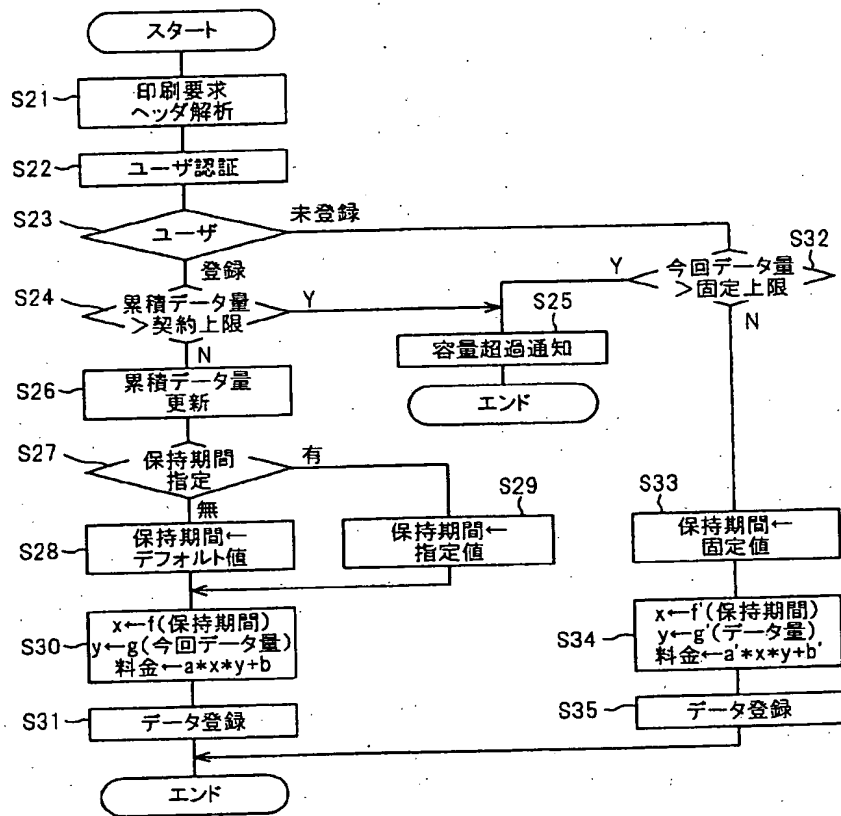 スタート
S21
印刷要求
ヘッダ解析
S22
ユーザ認証
S23
ユーザ
未登録
登録
S24
累積データ量
>契約上限
Y
N
S32
今回データ量
>固定上限
Y
N
S25
容量超過通知
エンド
S26
累積データ量
更新
S27
保持期間
指定
有
無
S28
保持期間←
デフォルト値
S29
保持期間←
指定値
S33
保持期間←
固定値
S30
x←f(保持期間)
y←g(今回データ量)
料金←a*x*y+b
S34
x←f'(保持期間)
y←g'(データ量)
料金←a'*x*y+b'
S31
データ登録
S35
データ登録
エンド